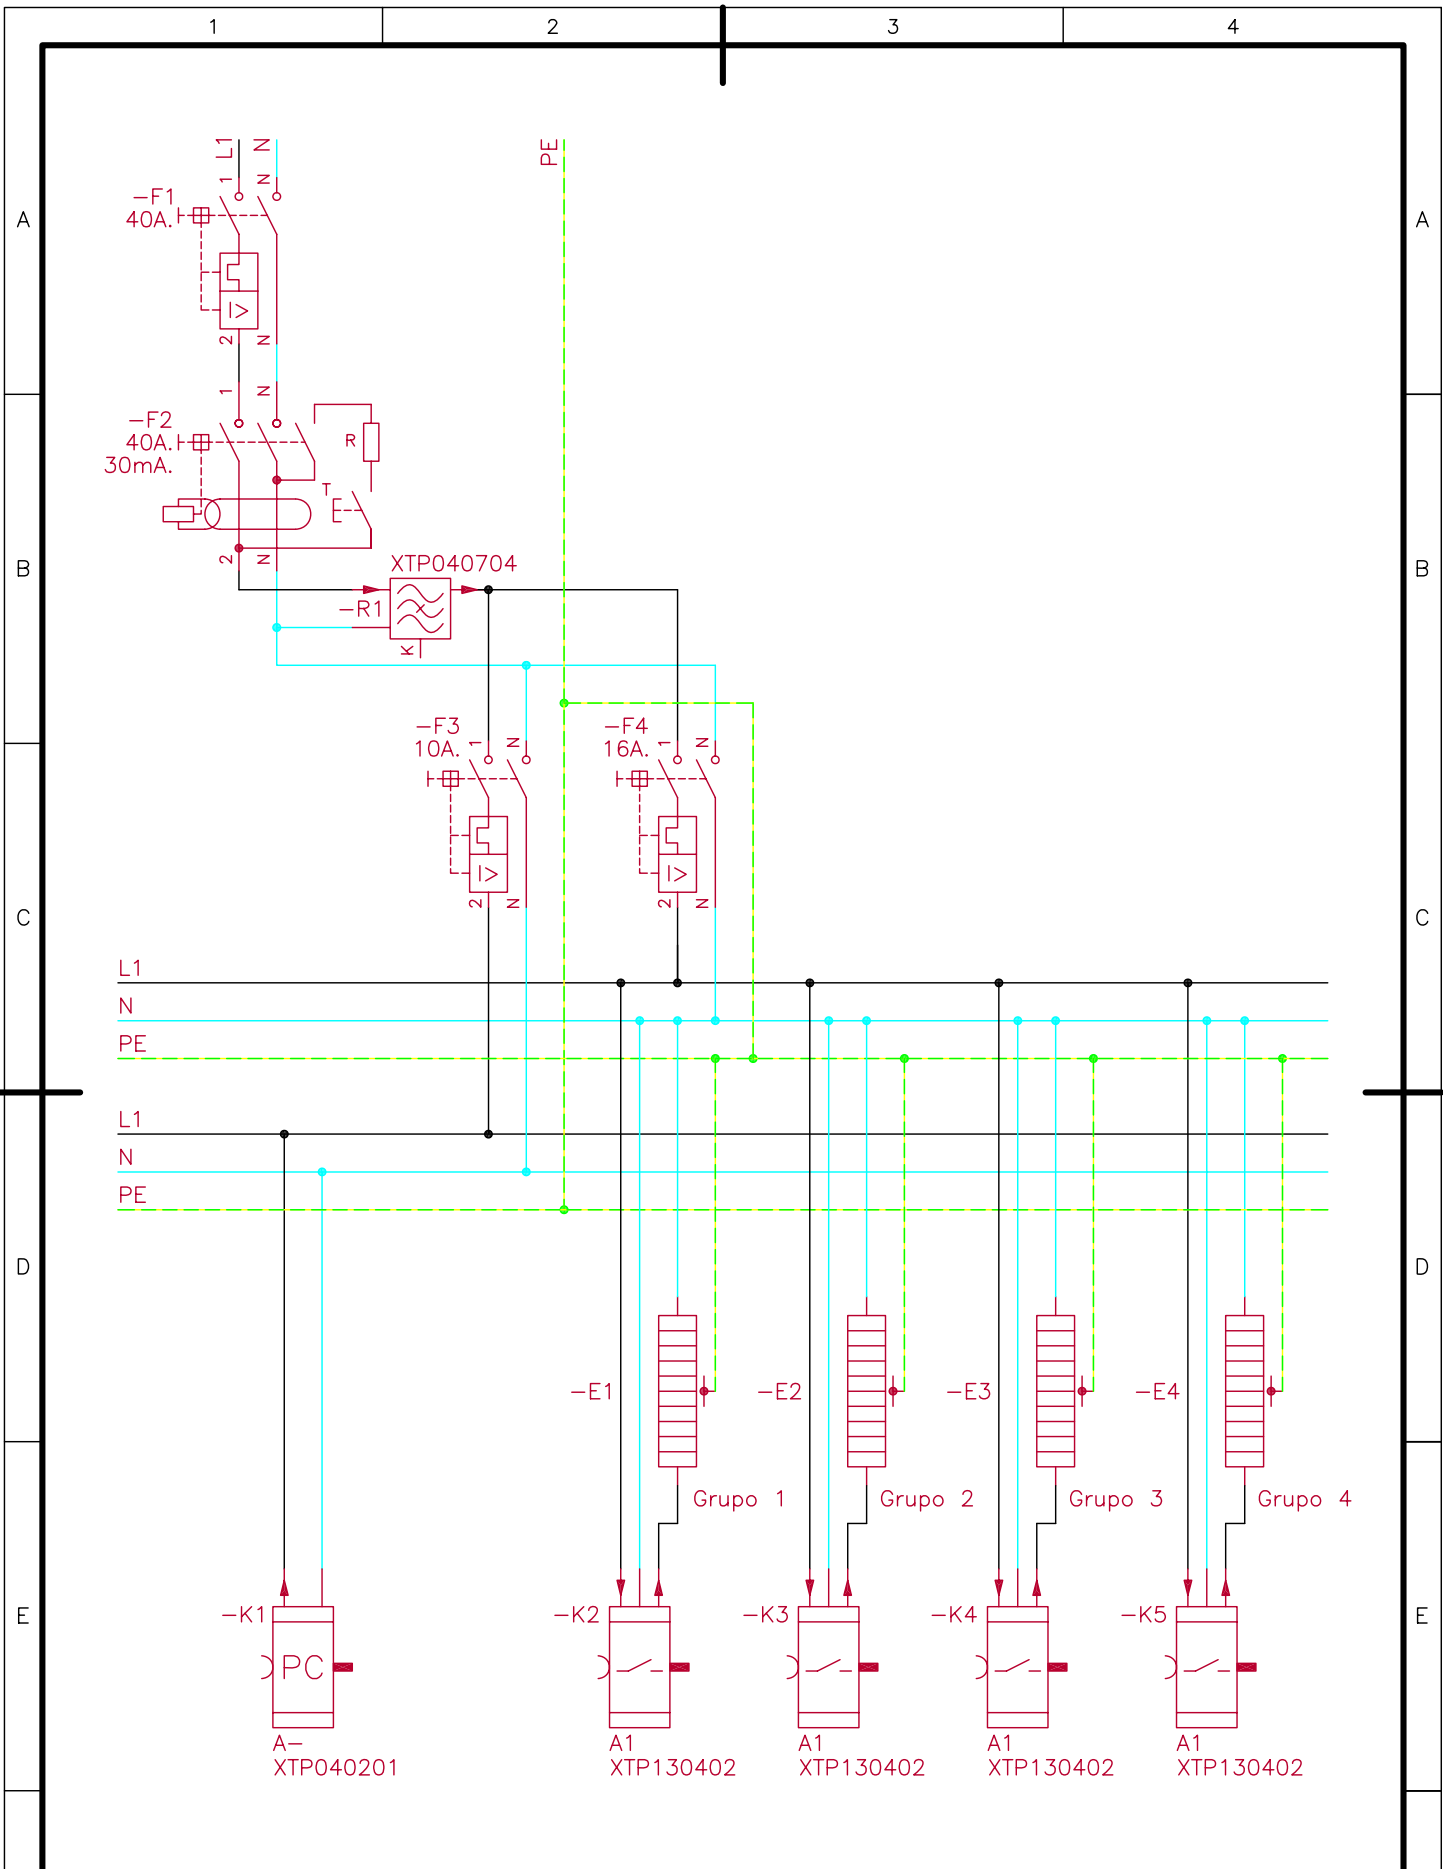 1 2 3 4
L1 N PE
1 N
A A
-F1
40A.
I>
2 N
1 N
-F2
40A.
30mA.
R
T
2 N
B B
XTP040704
-R1
K
-F3
10A.
1 N
-F4
16A.
1 N
I> I>
2 N
2 N
C C
L1
N
PE
L1
N
PE
D D
-E1 -E2 -E3 -E4
Grupo 1 Grupo 2 Grupo 3 Grupo 4
E E
-K1 -K2 -K3 -K4 -K5
PC
A- A1 A1 A1 A1
XTP040201 XTP130402 XTP130402 XTP130402 XTP130402